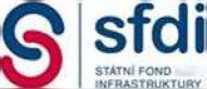 sfdi
STÁTNÍ FOND
INFRASTRUKTURY